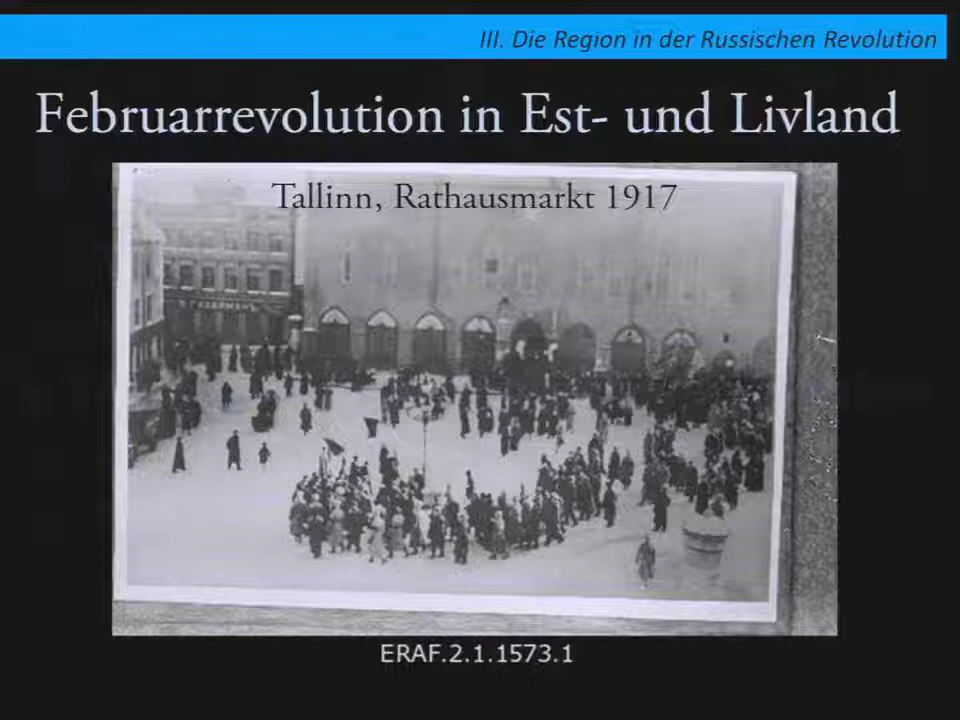 III. Die Region in der Russischen Revolution
Februarrevolution in Est- und Livland
Tallinn, Rathausmarkt 1917
ERAF.2.1.1573.1